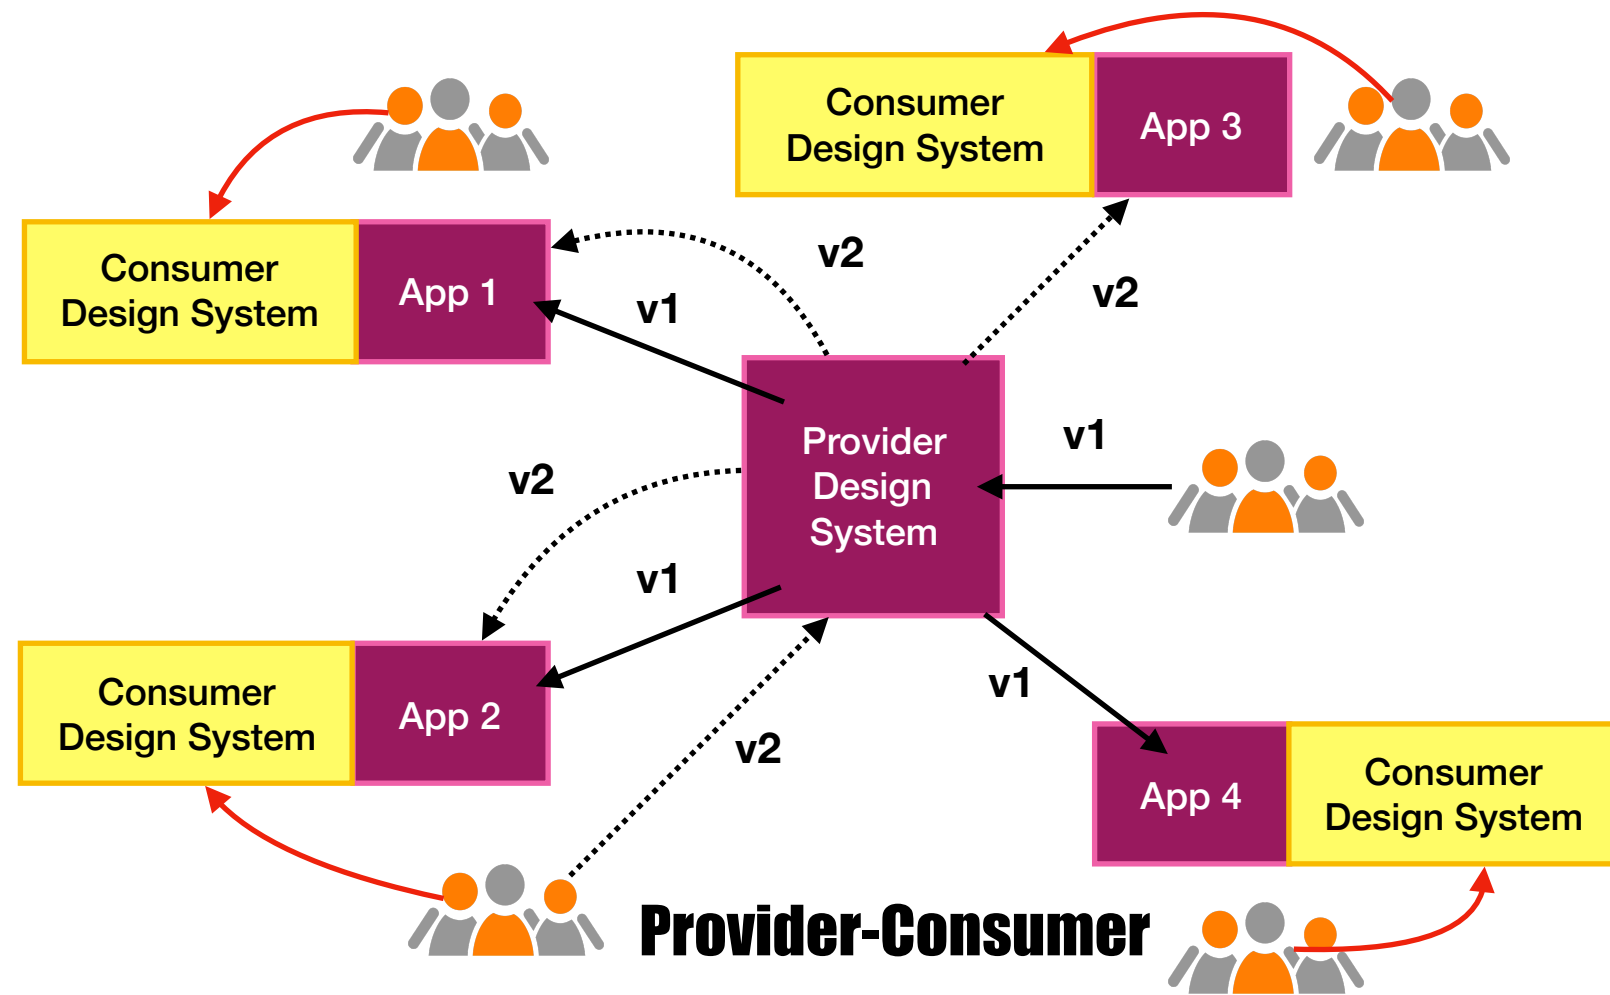 Consumer
Design System
App 3
Consumer
Design System
App 1
v2
v2
v1
Provider
Design
System
v1
v2
v1
v1
Consumer
Design System
App 2
v2
App 4
Consumer
Design System
Provider-Consumer